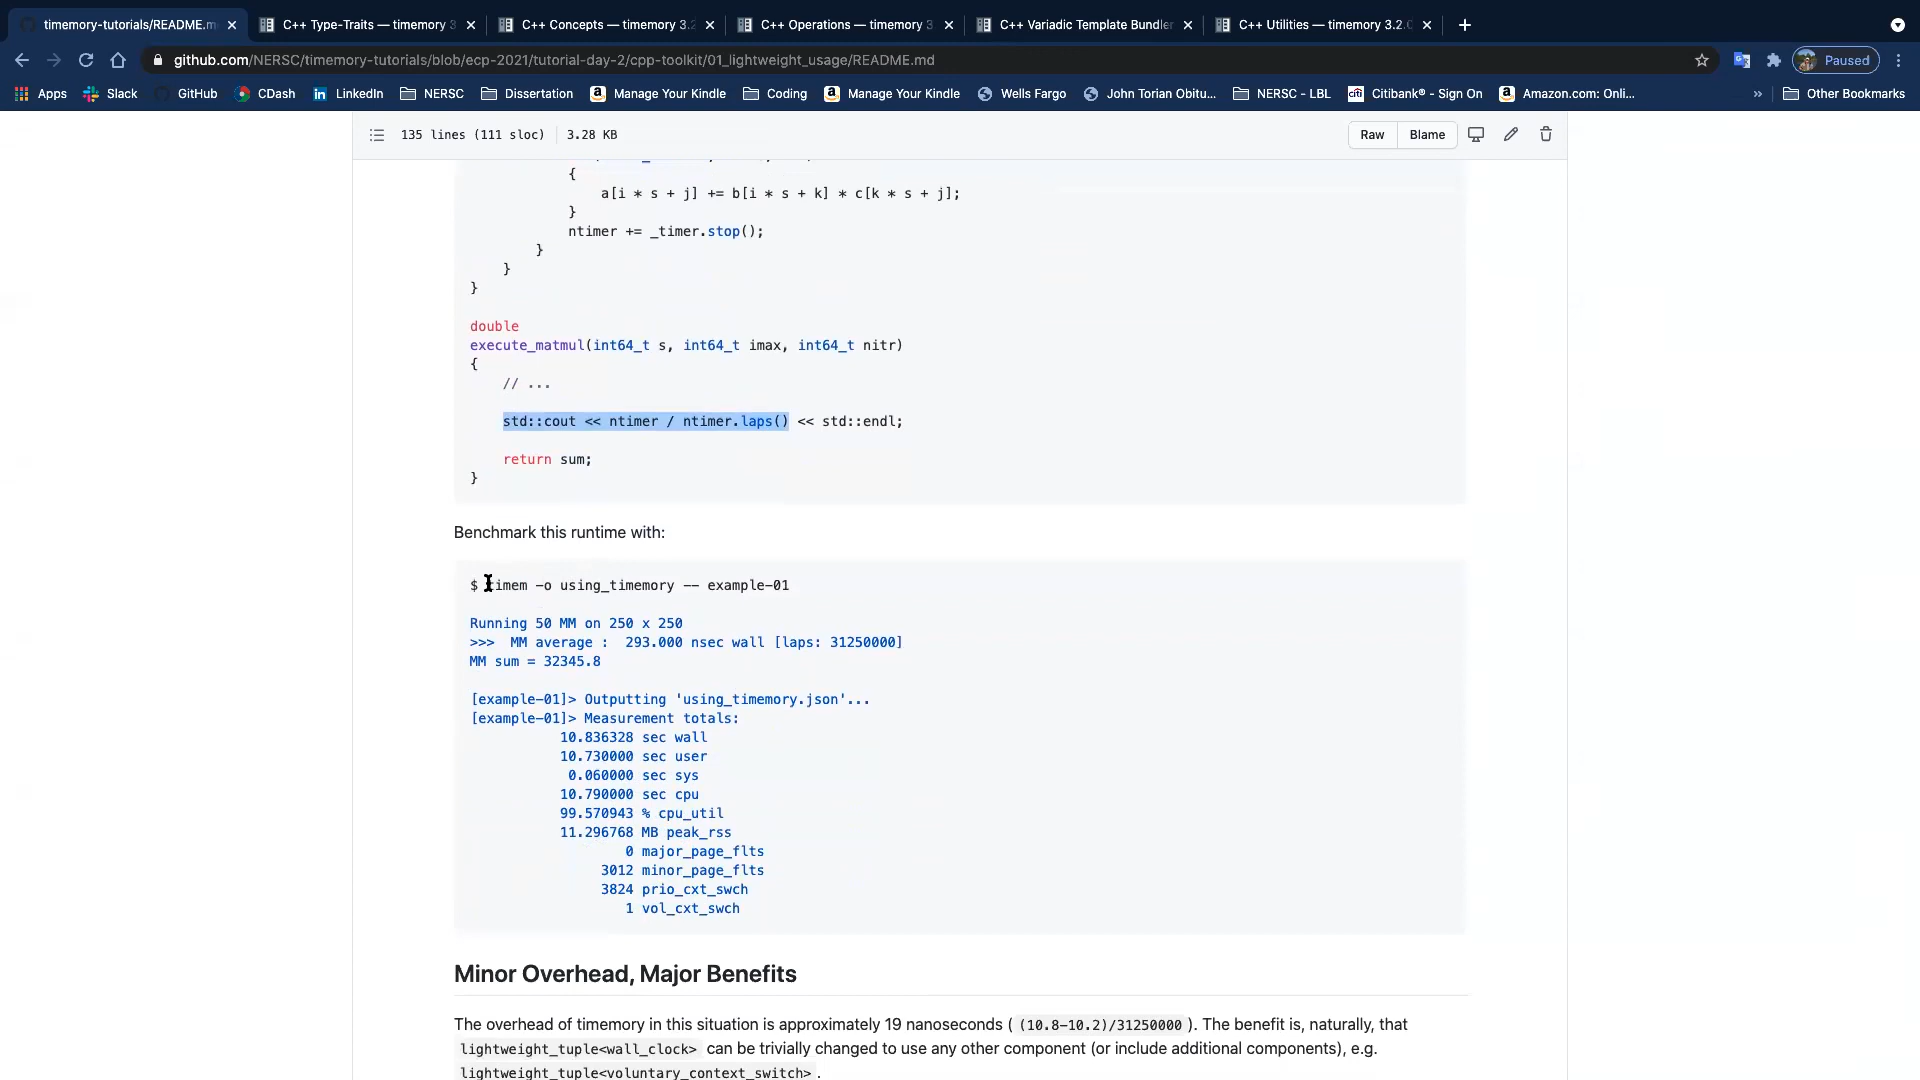 timemory-tutorials/README.m
C++ Type-Traits — timemory 3
C++ Concepts — timemory 3.2
C++ Operations — timemory 3
C++ Variadic Template Bundler
C++ Utilities — timemory 3.2.0
github.com/NERSC/timemory-tutorials/blob/ecp-2021/tutorial-day-2/cpp-toolkit/01_lightweight_usage/README.md
Paused
Apps
Slack
GitHub
CDash
LinkedIn
NERSC
Dissertation
Manage Your Kindle
Coding
Manage Your Kindle
Wells Fargo
John Torian Obitu...
NERSC - LBL
Citibank® - Sign On
Amazon.com: Onli...
Other Bookmarks
135 lines (111 sloc) 3.28 KB
Raw
Blame
{
a[i * s + j] += b[i * s + k] * c[k * s + j];
}
ntimer += _timer.stop();
}
}
}
double
execute_matmul(int64_t s, int64_t imax, int64_t nitr)
{
// ...
std::cout << ntimer / ntimer.laps() << std::endl;
return sum;
}
Benchmark this runtime with:
$ timem -o using_timemory -- example-01
Running 50 MM on 250 x 250
>>> MM average : 293.000 nsec wall [laps: 31250000]
MM sum = 32345.8
[example-01]> Outputting 'using_timemory.json'...
[example-01]> Measurement totals:
10.836328 sec wall
10.730000 sec user
0.060000 sec sys
10.790000 sec cpu
99.570943 % cpu_util
11.296768 MB peak_rss
0 major_page_flts
3012 minor_page_flts
3824 prio_cxt_swch
1 vol_cxt_swch
Minor Overhead, Major Benefits
The overhead of timemory in this situation is approximately 19 nanoseconds ( (10.8-10.2)/31250000 ). The benefit is, naturally, that
lightweight_tuple<wall_clock> can be trivially changed to use any other component (or include additional components), e.g.
lightweight_tuple<voluntary_context_switch> .